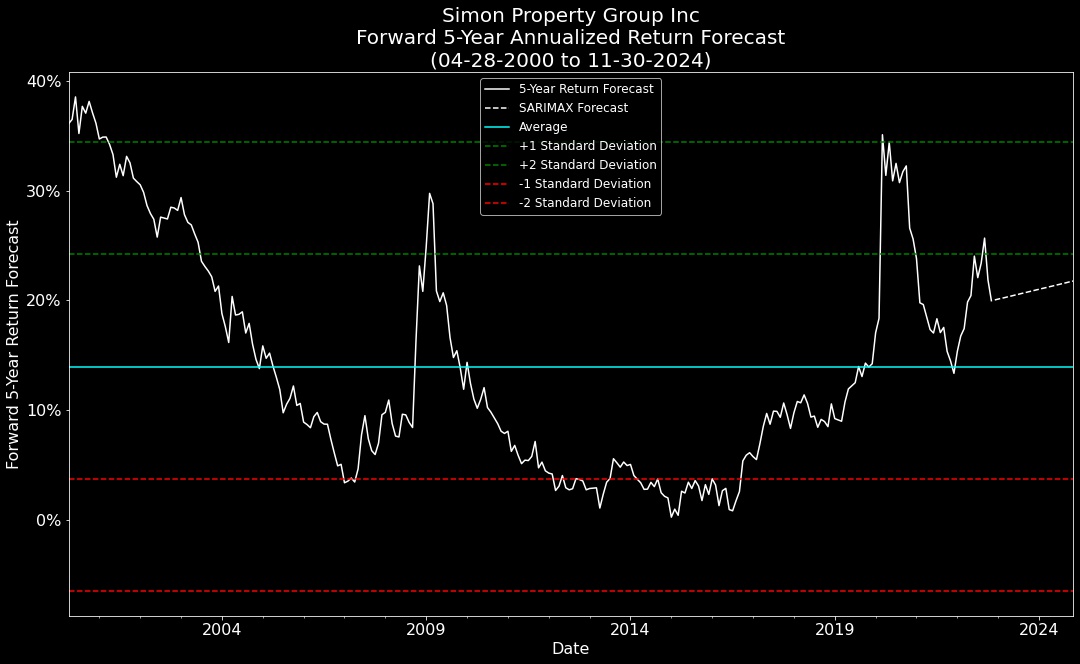 Simon Property Group Inc
Forward 5-Year Annualized Return Forecast
(04-28-2000 to 11-30-2024)
5-Year Return Forecast
SARIMAX Forecast
Average
+1 Standard Deviation
+2 Standard Deviation
-1 Standard Deviation
-2 Standard Deviation
Forward 5-Year Return Forecast
40%
30%
20%
10%
0%
2004
2009
2014
2019
2024
Date